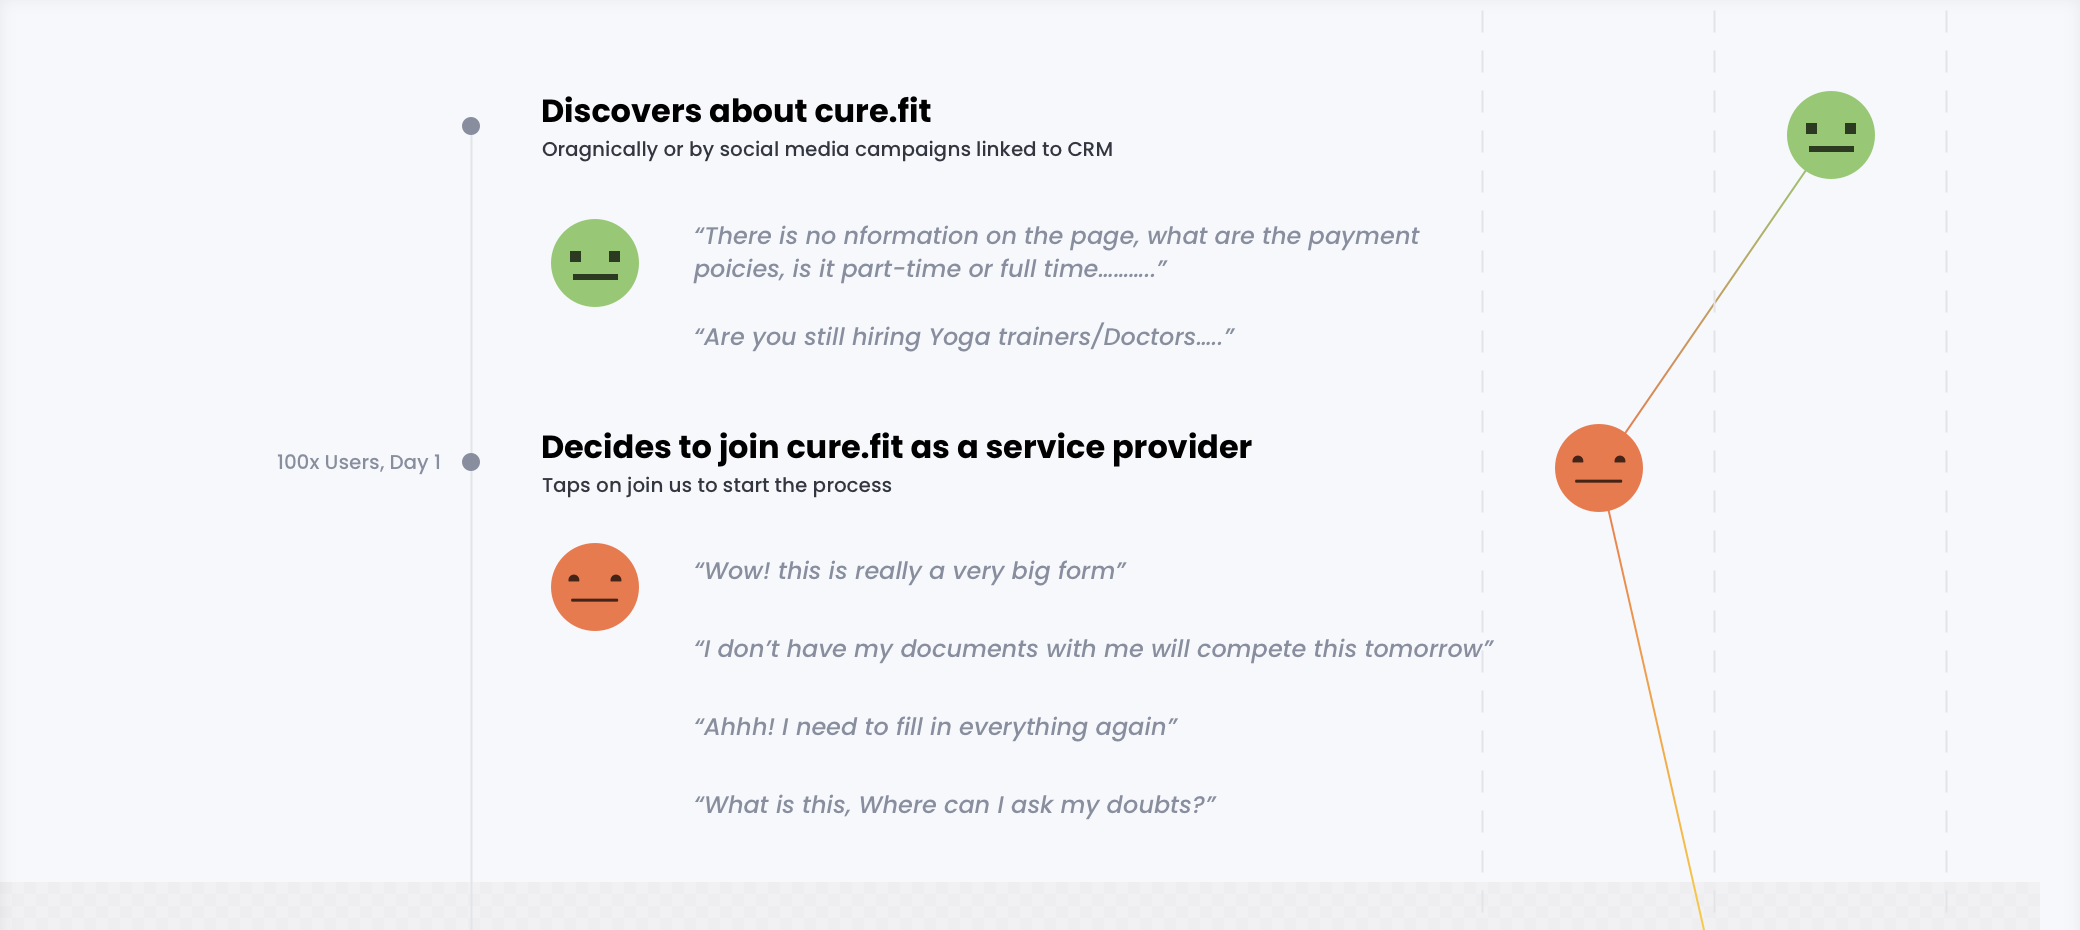 Discovers about cure.fit
Oragnically or by social media campaigns linked to CRM
“There is no nformation on the page, what are the payment
poicies, is it part-time or full time...........”
“Are you still hiring Yoga trainers/Doctors.....”
100x Users, Day 1
Decides to join cure.fit as a service provider
Taps on join us to start the process
“Wow! this is really a very big form”
“I don’t have my documents with me will compete this tomorrow”
“Ahhh! I need to fill in everything again”
“What is this, Where can I ask my doubts?”